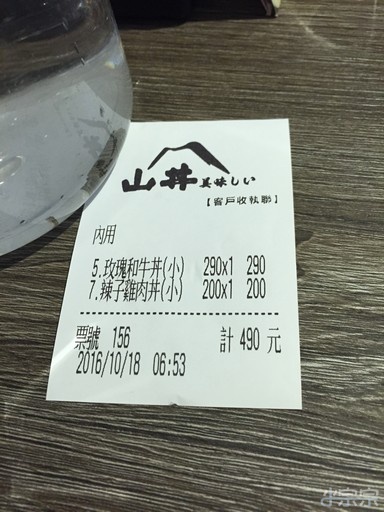 山丼美味しい
【客戶收執聯】
內用
5.玫瑰和牛丼(小) 290x1 290
7.辣子雞肉丼(小) 200x1 200
票號 156 計 490 元
2016/10/18 06:53